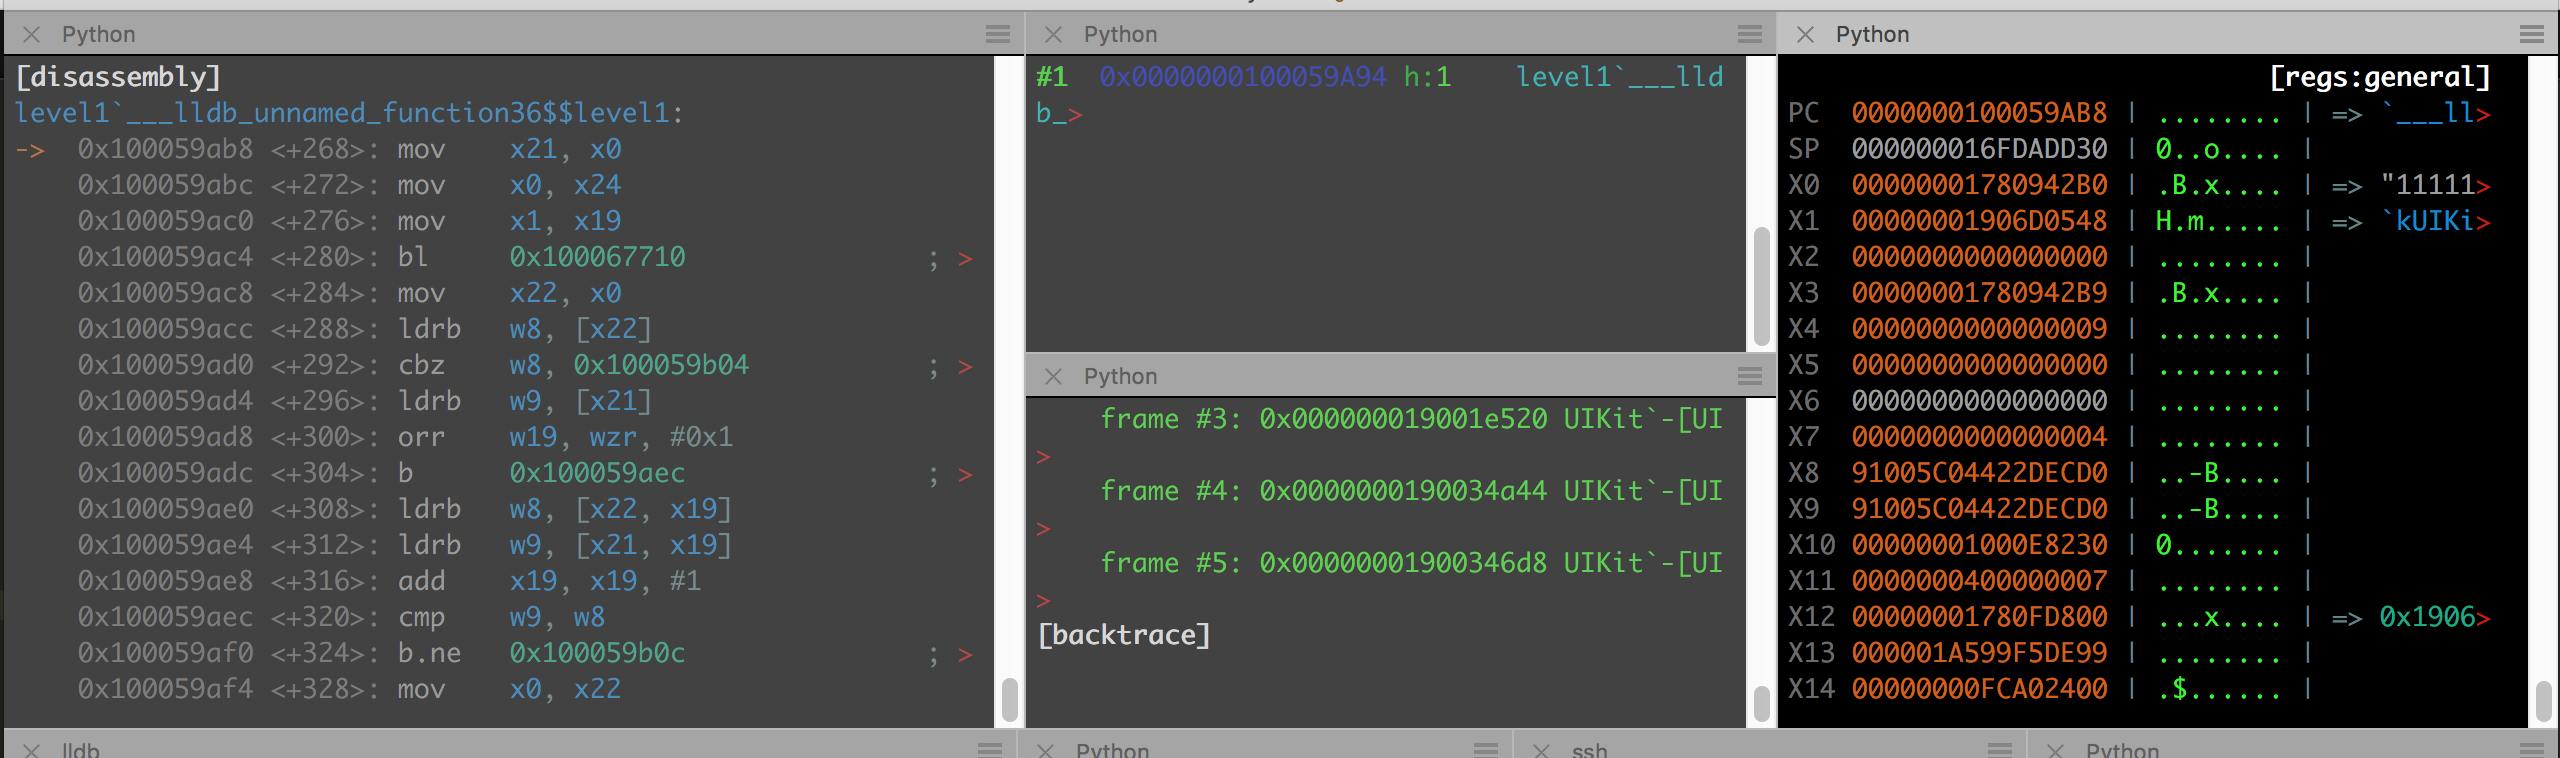 Python
[disassembly]
level1`___lldb_unnamed_function36$$level1:
->  0x100059ab8 <+268>: mov    x21, x0
0x100059abc <+272>: mov    x0, x24
0x100059ac0 <+276>: mov    x1, x19
0x100059ac4 <+280>: bl     0x100067710               ; >
0x100059ac8 <+284>: mov    x22, x0
0x100059acc <+288>: ldrb   w8, [x22]
0x100059ad0 <+292>: cbz    w8, 0x100059b04           ; >
0x100059ad4 <+296>: ldrb   w9, [x21]
0x100059ad8 <+300>: orr    w19, wzr, #0x1
0x100059adc <+304>: b      0x100059aec               ; >
0x100059ae0 <+308>: ldrb   w8, [x22, x19]
0x100059ae4 <+312>: ldrb   w9, [x21, x19]
0x100059ae8 <+316>: add    x19, x19, #1
0x100059aec <+320>: cmp    w9, w8
0x100059af0 <+324>: b.ne   0x100059b0c               ; >
0x100059af4 <+328>: mov    x0, x22
Python
#1  0x0000000100059A94 h:1    level1`___lld
b_>
Python
frame #3: 0x000000019001e520 UIKit`-[UI
>
frame #4: 0x0000000190034a44 UIKit`-[UI
>
frame #5: 0x00000001900346d8 UIKit`-[UI
>
[backtrace]
Python
[regs:general]
PC  0000000100059AB8 | ........ | => `___ll>
SP  000000016FDADD30 | 0..o.... |
X0  00000001780942B0 | .B.x.... | => "11111>
X1  00000001906D0548 | H.m..... | => `kUIKi>
X2  0000000000000000 | ........ |
X3  00000001780942B9 | .B.x.... |
X4  0000000000000009 | ........ |
X5  0000000000000000 | ........ |
X6  0000000000000000 | ........ |
X7  0000000000000004 | ........ |
X8  91005C04422DECD0 | ..-B.... |
X9  91005C04422DECD0 | ..-B.... |
X10 00000001000E8230 | 0....... |
X11 0000000400000007 | ........ |
X12 00000001780FD800 | ...x.... | => 0x1906>
X13 000001A599F5DE99 | ........ |
X14 00000000FCA02400 | .$...... |
lldb
Python
ssh
Python